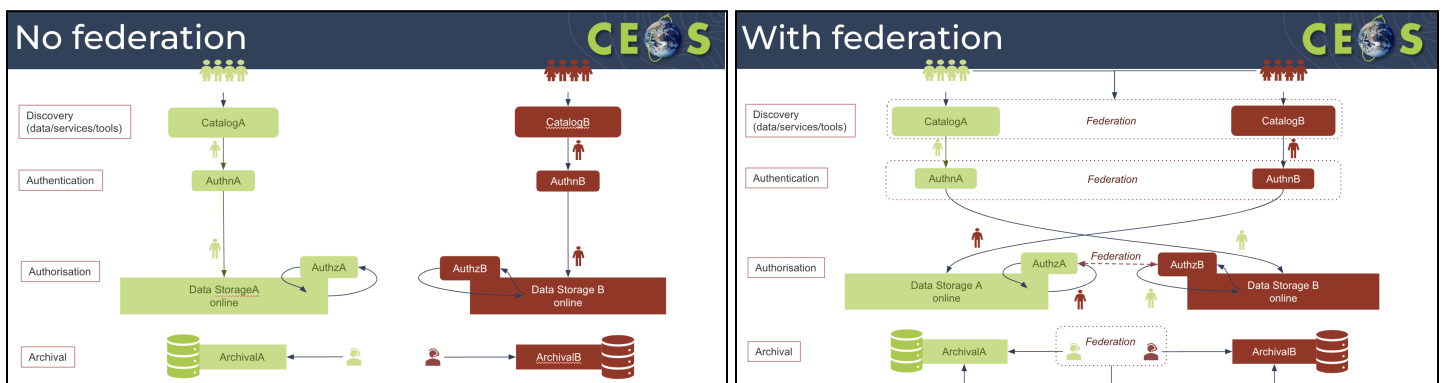 No federation
CEOS
Discovery
(data/services/tools)
CatalogA
CatalogB
Authentication
AuthnA
AuthnB
Authorisation
AuthzA
AuthzB
Data StorageA
online
Data Storage B
online
Archival
ArchivalA
ArchivalB
With federation
CEOS
Discovery
(data/services/tools)
CatalogA
Federation
CatalogB
Authentication
AuthnA
Federation
AuthnB
Authorisation
AuthzA
Federation
AuthzB
Data Storage A
online
Data Storage B
online
Archival
ArchivalA
Federation
ArchivalB